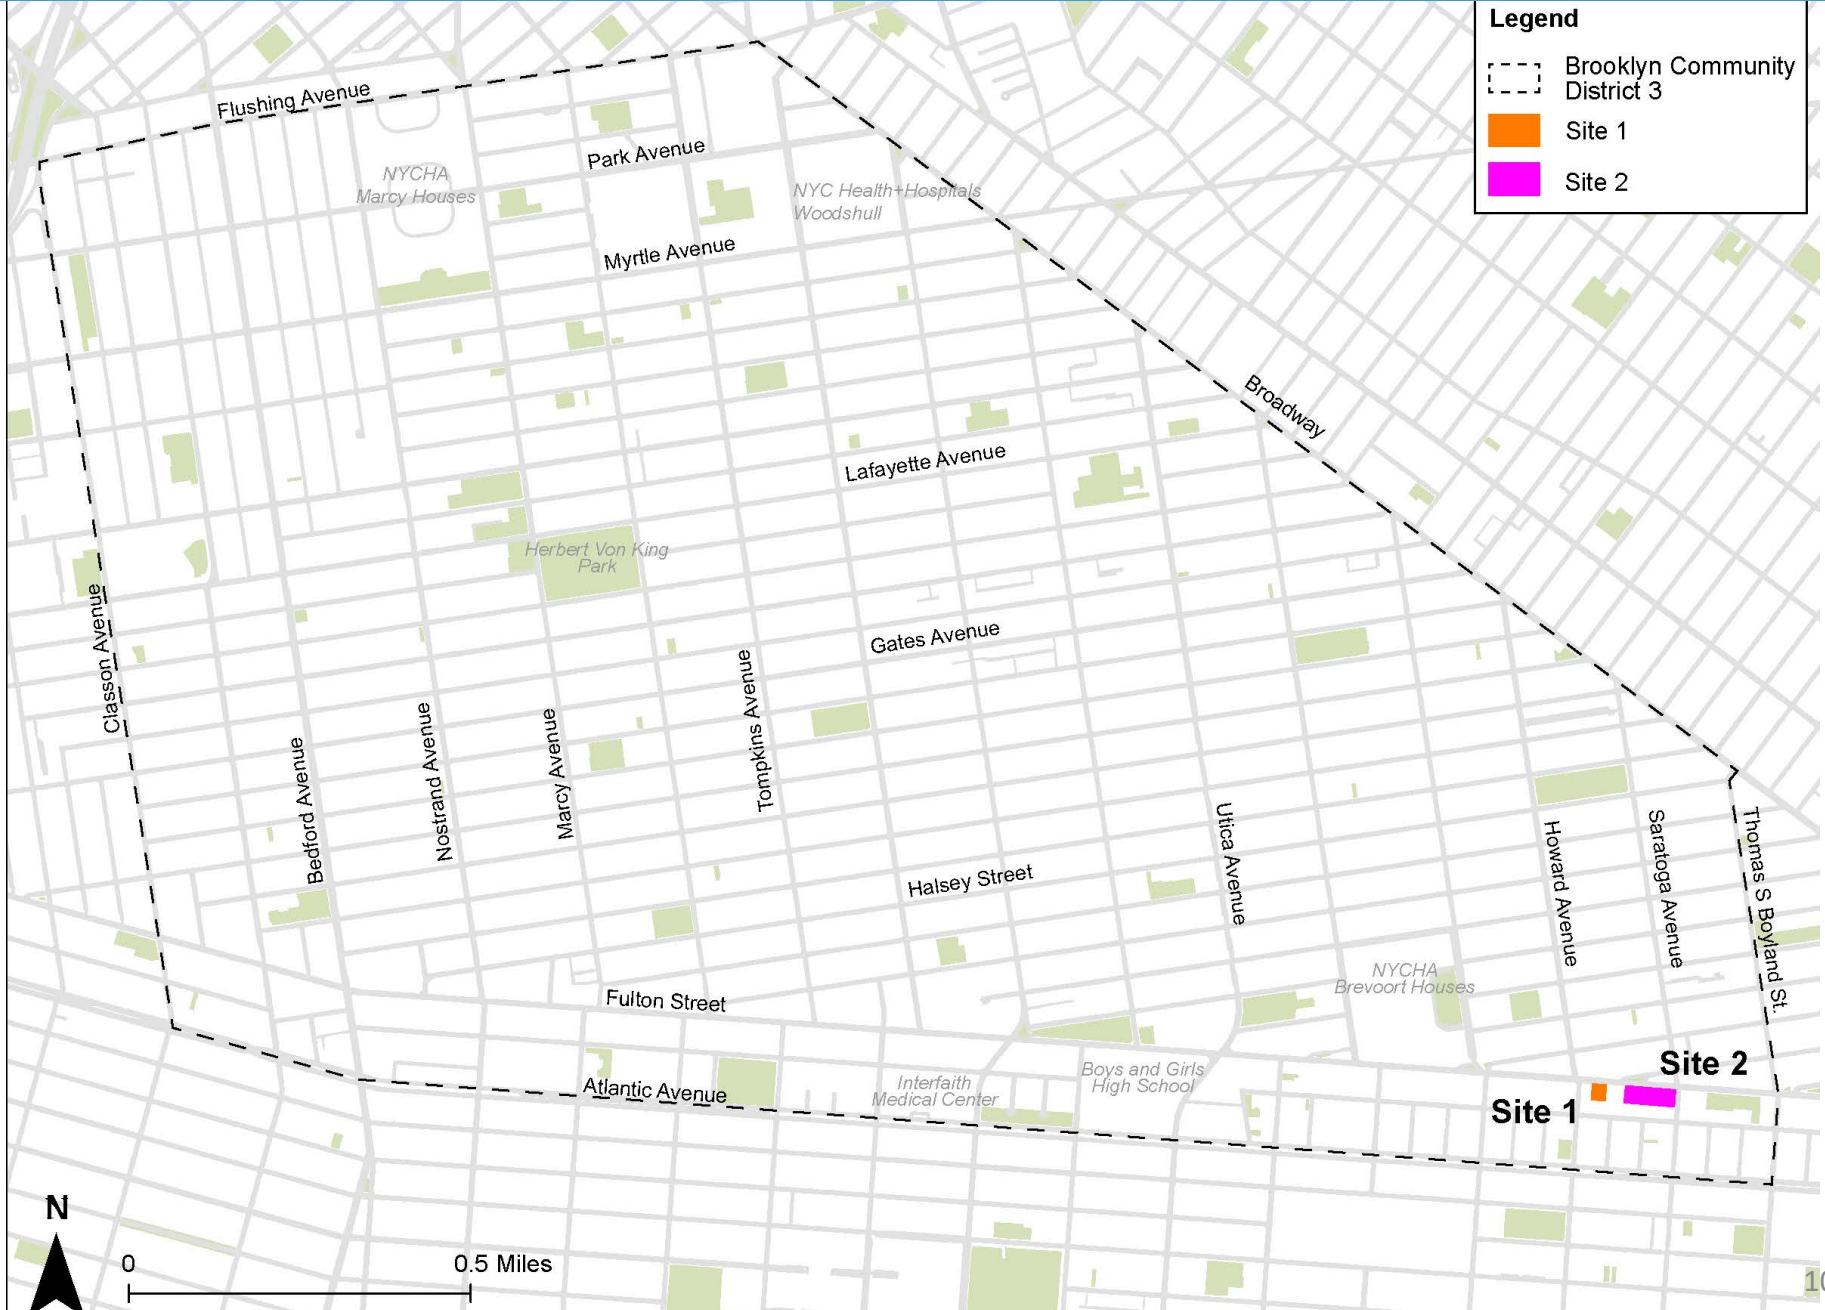 Legend
Brooklyn Community
District 3
Site 1
Site 2
Flushing Avenue
Park Avenue
NYCHA
Marcy Houses
NYC Health+Hospitals
Woodshull
Myrtle Avenue
Broadway
Lafayette Avenue
Herbert Von King
Park
Classon Avenue
Gates Avenue
Bedford Avenue
Nostrand Avenue
Marcy Avenue
Tompkins Avenue
Utica Avenue
Howard Avenue
Saratoga Avenue
Thomas S Boyland St.
Halsey Street
NYCHA
Brevoort Houses
Fulton Street
Atlantic Avenue
Interfaith
Medical Center
Boys and Girls
High School
Site 2
Site 1
N
0 0.5 Miles